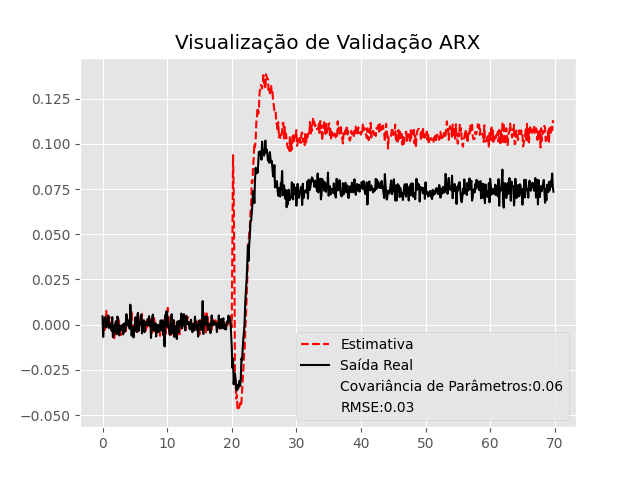 Visualização de Validação ARX
0.125
0.100
0.075
0.050
0.025
0.000
−0.025
−0.050
Estimativa
Saída Real
Covariância de Parâmetros:0.06
RMSE:0.03
0 10 20 30 40 50 60 70